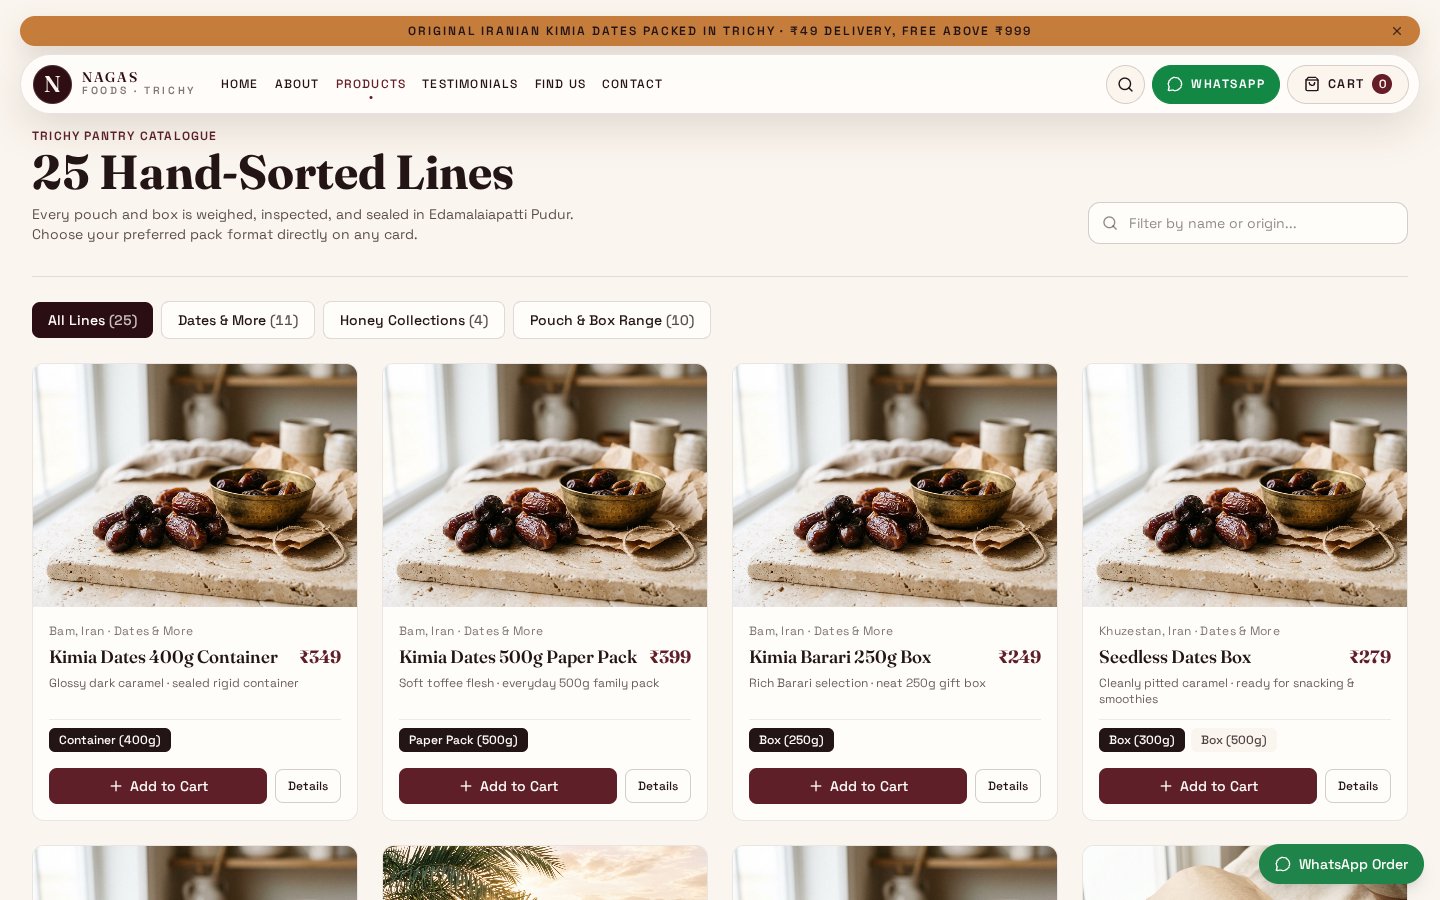 ORIGINAL IRANIAN KIMIA DATES PACKED IN TRICHY · ₹49 DELIVERY, FREE ABOVE ₹999
N
NAGAS
FOODS · TRICHY
HOME
ABOUT
PRODUCTS
TESTIMONIALS
FIND US
CONTACT
WHATSAPP
CART 0
TRICHY PANTRY CATALOGUE
25 Hand-Sorted Lines
Every pouch and box is weighed, inspected, and sealed in Edamalaiapatti Pudur.
Choose your preferred pack format directly on any card.
Filter by name or origin...
All Lines (25)
Dates & More (11)
Honey Collections (4)
Pouch & Box Range (10)
Bam, Iran · Dates & More
Kimia Dates 400g Container ₹349
Glossy dark caramel · sealed rigid container
Container (400g)
Add to Cart
Details
Bam, Iran · Dates & More
Kimia Dates 500g Paper Pack ₹399
Soft toffee flesh · everyday 500g family pack
Paper Pack (500g)
Add to Cart
Details
Bam, Iran · Dates & More
Kimia Barari 250g Box ₹249
Rich Barari selection · neat 250g gift box
Box (250g)
Add to Cart
Details
Khuzestan, Iran · Dates & More
Seedless Dates Box ₹279
Cleanly pitted caramel · ready for snacking &
smoothies
Box (300g)
Box (500g)
Add to Cart
Details
WhatsApp Order